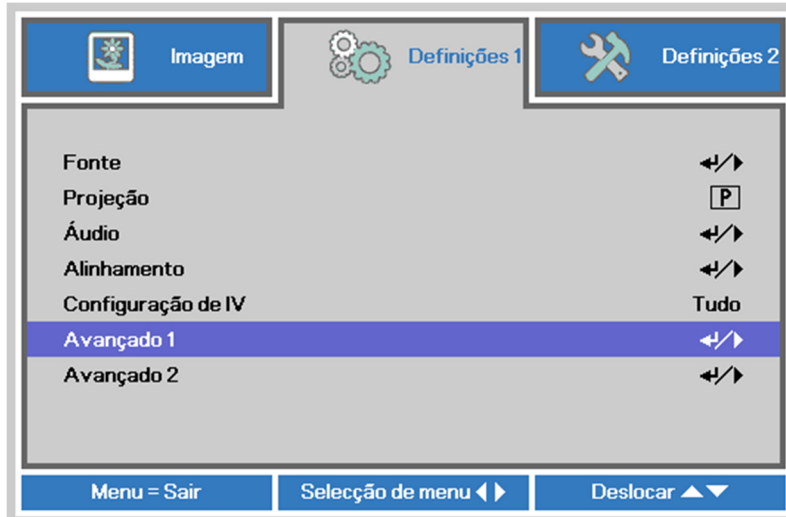 Imagem
Definições 1
Definições 2
Fonte
Projeção P
Áudio
Alinhamento
Configuração de IV Tudo
Avançado 1
Avançado 2
Menu = Sair
Selecção de menu
Deslocar